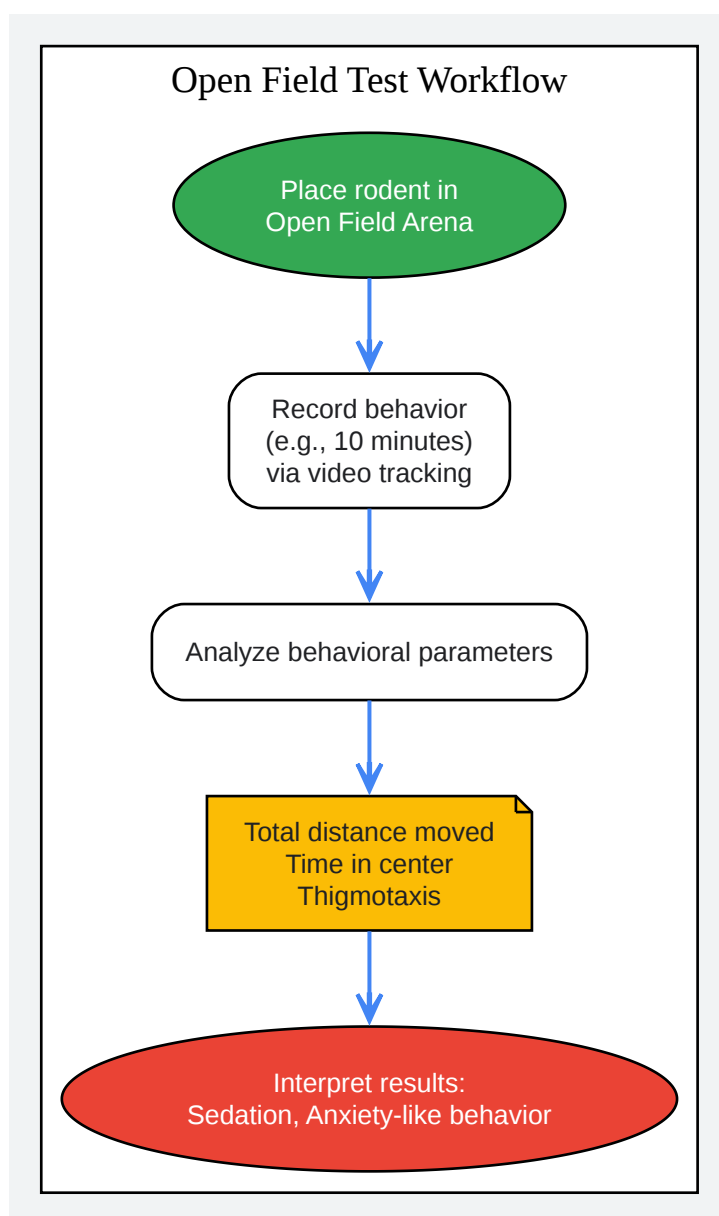 Open Field Test Workflow
Place rodent in
Open Field Arena
Record behavior
(e.g., 10 minutes)
via video tracking
Analyze behavioral parameters
Total distance moved
Time in center
Thigmotaxis
Interpret results:
Sedation, Anxiety-like behavior